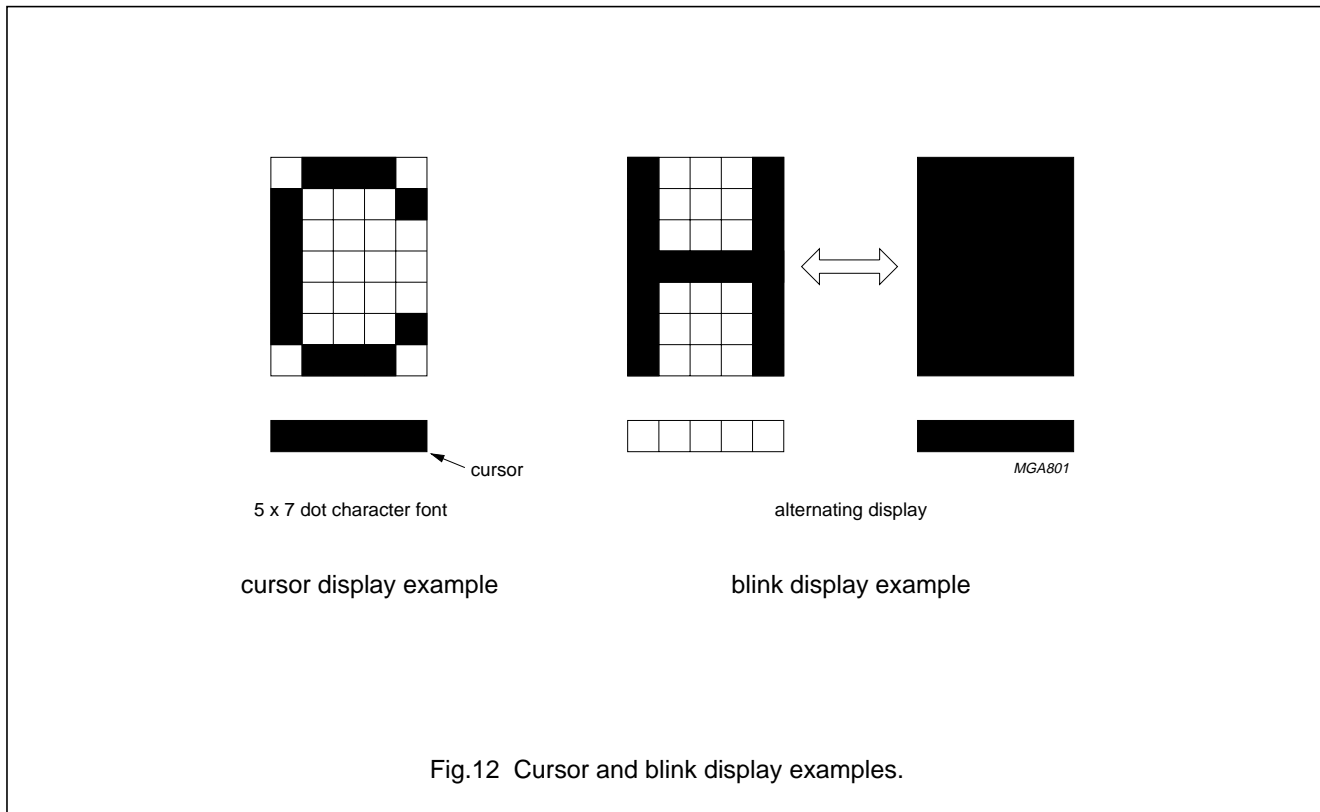 cursor
MGA801
5 x 7 dot character font
alternating display
cursor display example
blink display example
Fig.12 Cursor and blink display examples.